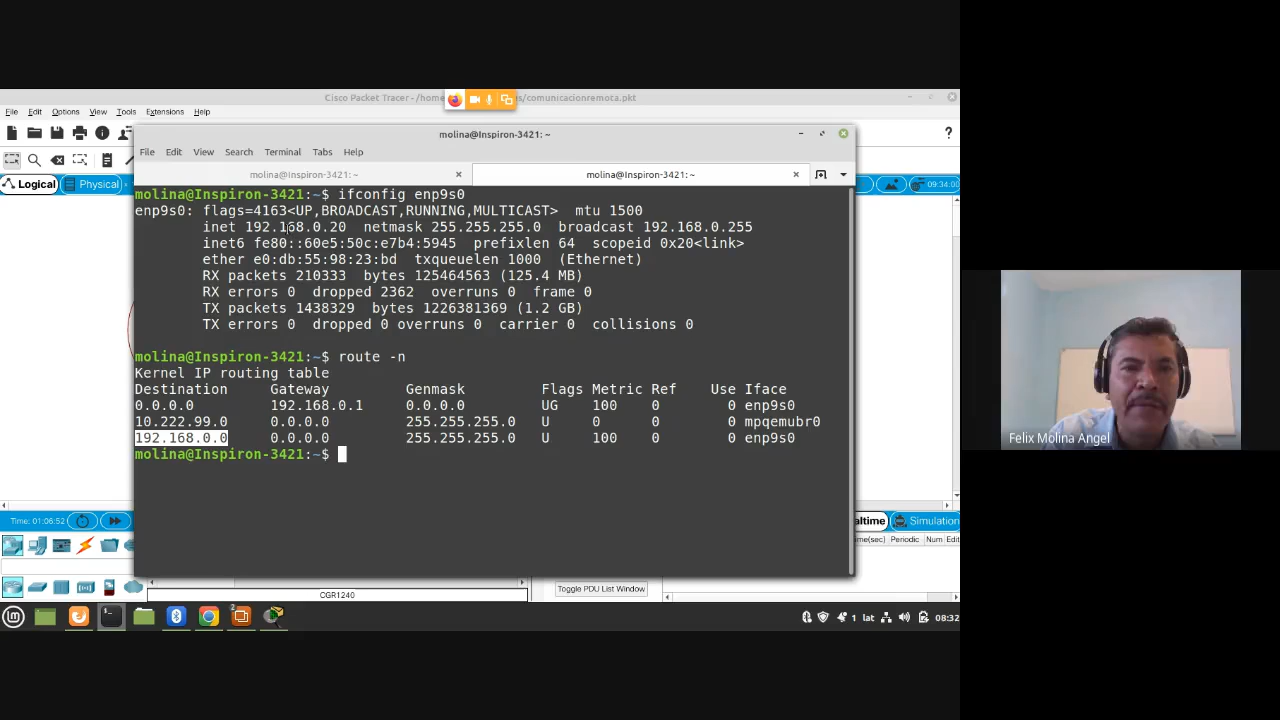 Cisco Packet Tracer - /home
s/comunicacionremota.pkt
File Edit Options View Tools Extensions Help
molina@Inspiron-3421: ~
File Edit View Search Terminal Tabs Help
Logical Physical
molina@Inspiron-3421: ~ molina@Inspiron-3421: ~
09:34:00
molina@Inspiron-3421:~$ ifconfig enp9s0
enp9s0: flags=4163<UP,BROADCAST,RUNNING,MULTICAST> mtu 1500
inet 192.168.0.20 netmask 255.255.255.0 broadcast 192.168.0.255
inet6 fe80::60e5:50c:e7b4:5945 prefixlen 64 scopeid 0x20<link>
ether e0:db:55:98:23:bd txqueuelen 1000 (Ethernet)
RX packets 210333 bytes 125464563 (125.4 MB)
RX errors 0 dropped 2362 overruns 0 frame 0
TX packets 1438329 bytes 1226381369 (1.2 GB)
TX errors 0 dropped 0 overruns 0 carrier 0 collisions 0
molina@Inspiron-3421:~$ route -n
Kernel IP routing table
Destination Gateway Genmask Flags Metric Ref Use Iface
0.0.0.0 192.168.0.1 0.0.0.0 UG 100 0 0 enp9s0
10.222.99.0 0.0.0.0 255.255.255.0 U 0 0 0 mpqemubr0
192.168.0.0 0.0.0.0 255.255.255.0 U 100 0 0 enp9s0
molina@Inspiron-3421:~$
Felix Molina Angel
Time: 01:06:52
altime Simulation
me(sec) Periodic Num Edit
Toggle PDU List Window
CGR1240
2
1 lat 08:32